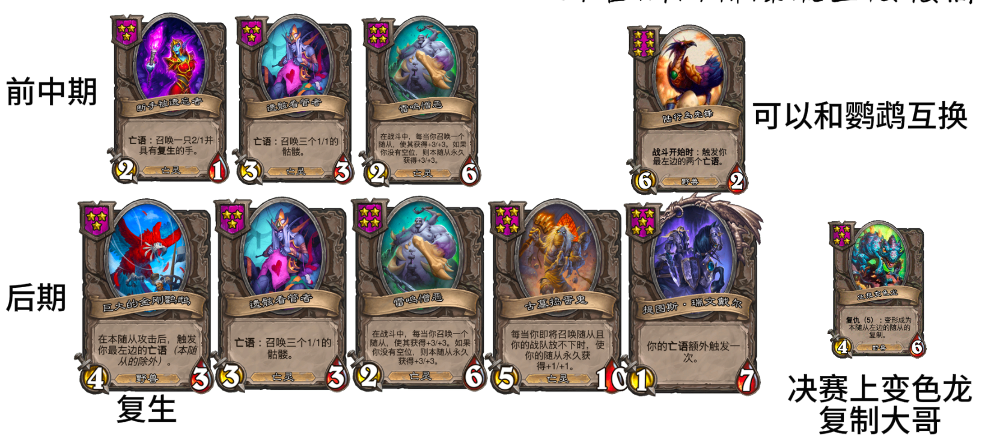 前中期
断手被遗忘者
亡语：召唤一只2/1并
具有复生的手。
亡灵
2
1
遗骸看管者
亡语：召唤三个1/1的
骷髅。
亡灵
3
3
雷鸣憎恶
在战斗中，每当你召唤一个
随从，使其获得+3/+3。如果
你没有空位，则本随从永久
获得+3/+3。
亡灵
2
6
陆行鸟先锋
战斗开始时：触发你
最左边的两个亡语。
野兽
6
2
可以和鹦鹉互换
后期
巨大的金刚鹦鹉
在本随从攻击后，触发
你最左边的亡语（本随
从的除外）。
野兽
4
3
复生
遗骸看管者
亡语：召唤三个1/1的
骷髅。
亡灵
3
3
雷鸣憎恶
在战斗中，每当你召唤一个
随从，使其获得+3/+3。如果
你没有空位，则本随从永久
获得+3/+3。
亡灵
2
6
古墓捣蛋鬼
每当你即将召唤随从且
你的战队放不下时，使
你的随从永久获
得+1/+1。
亡灵
5
10
提图斯·瑞文戴尔
你的亡语额外触发一
次。
1
7
变色龙
复仇（5）：变形成为
本随从左边的随从的
复制。
野兽
4
6
决赛上变色龙
复制大哥